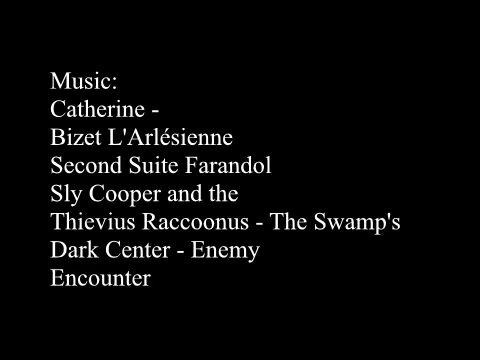 Music:
Catherine -
Bizet L'Arlésienne
Second Suite Farandol
Sly Cooper and the
Thievius Raccoonus - The Swamp's
Dark Center - Enemy
Encounter